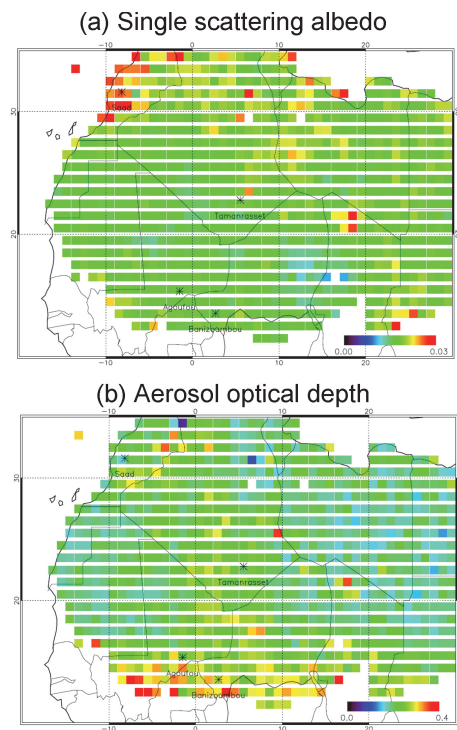 (a) Single scattering albedo
-10 0 10 20
30
Saad
Tamanrasset
20
Agoufou
Banizoumbou
0.00 0.03
-10 0 10 20 30
(b) Aerosol optical depth
-10 0 10 20
30
Saad
Tamanrasset
20
Agoufou
Banizoumbou
0.0 0.4
-10 0 10 20 30